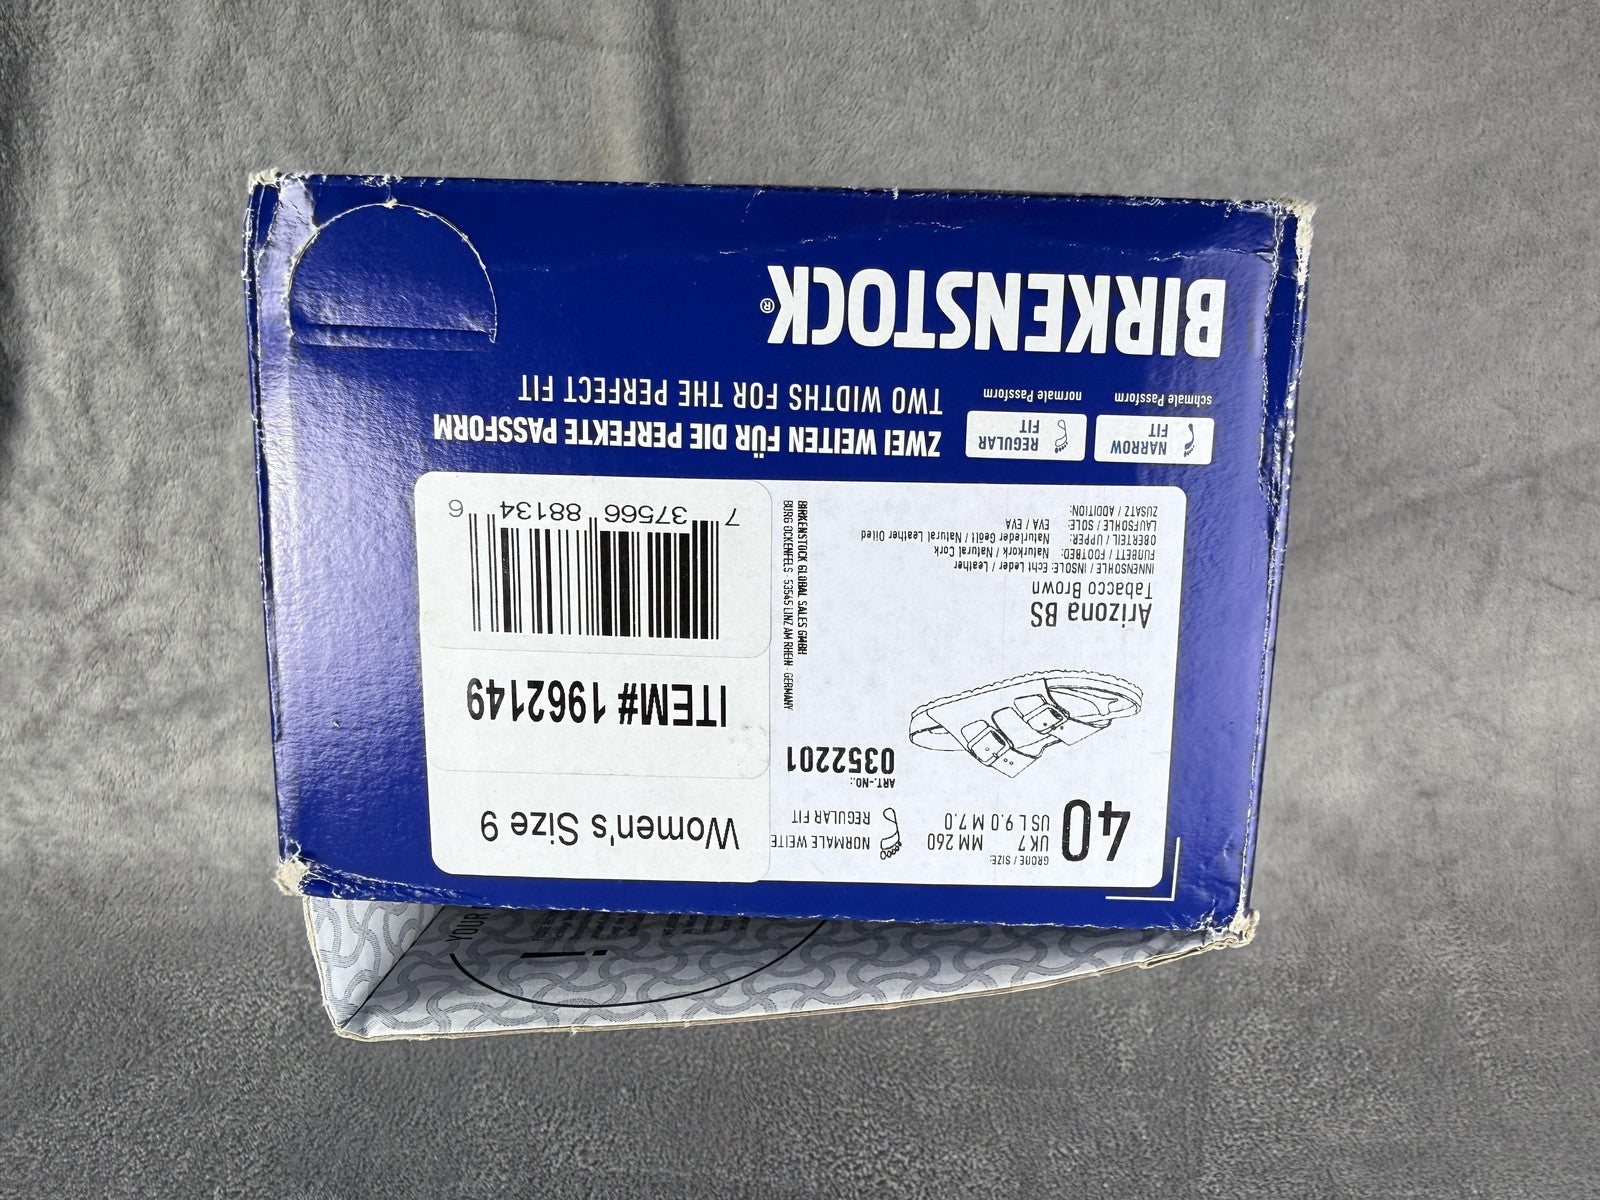 40
GRÖßE / SIZE:
UK 7 MM 260
US L 9.0 M 7.0
NORMALE WEITE
REGULAR FIT
ART.-NO.:
0352201
Arizona BS
Tabacco Brown
INNENSOHLE / INSOLE: Echt Leder / Leather
FUßBETT / FOOTBED: Naturkork / Natural Cork
OBERTEIL / UPPER: Naturleder Geölt / Natural Leather Oiled
LAUFSOHLE / SOLE: EVA / EVA
ZUSATZ / ADDITION:
BIRKENSTOCK GLOBAL SALES GMBH
BURG OCKENFELS · 53545 LINZ AM RHEIN · GERMANY
Women's Size 9
ITEM# 1962149
7 37566 88134 6
NARROW FIT
schmale Passform
REGULAR FIT
normale Passform
ZWEI WEITEN FÜR DIE PERFEKTE PASSFORM
TWO WIDTHS FOR THE PERFECT FIT
BIRKENSTOCK®
YOUR